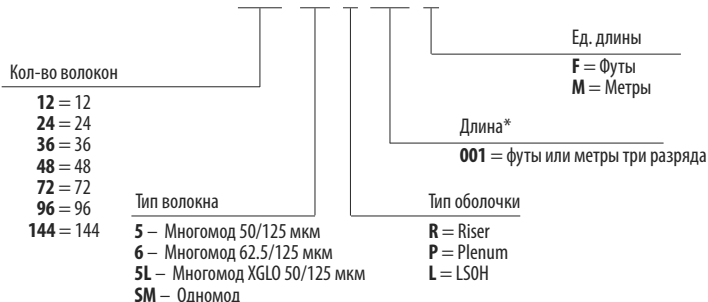 Ед. длины
F = Футы
M = Метры
Кол-во волокон
12 = 12
24 = 24
36 = 36
48 = 48
72 = 72
96 = 96
144 = 144
Длина*
001 = футы или метры три разряда
Тип волокна
5 – Многомод 50/125 мкм
6 – Многомод 62.5/125 мкм
5L – Многомод XGLO 50/125 мкм
SM – Одномод
Тип оболочки
R = Riser
P = Plenum
L = LS0H